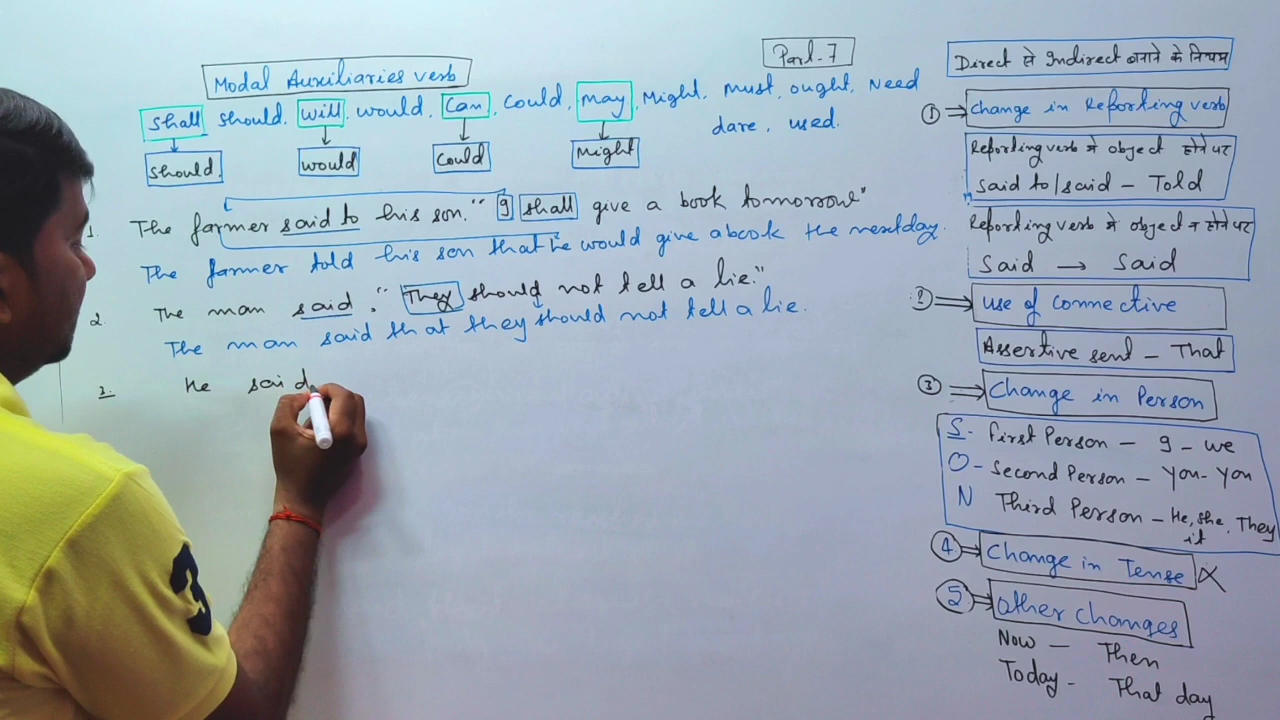 Part-7
Modal Auxiliaries verb
shall should. will would, Can, Could, may, Might, must, ought, Need
dare, used.
should. would Could Might
1. The farmer said to his son. " I shall give a book tomorrow"
The farmer told his son that he would give a book the nextday.
2. The man said, "They should not tell a lie."
The man said that they should not tell a lie.
3. He said
Direct से Indirect बनाने के नियम
① Change in Reporting verb
Reporting verb मे object होने पर
Said to/said - Told
Reporting verb मे object न होने पर
Said → Said
② use of connective
Assertive sent - That
③ Change in Person
S- First Person - I - we
O- Second Person - You- You
N Third Person - He, she, They
it
④ Change in Tense X
⑤ other changes
Now - Then
Today - That day
3